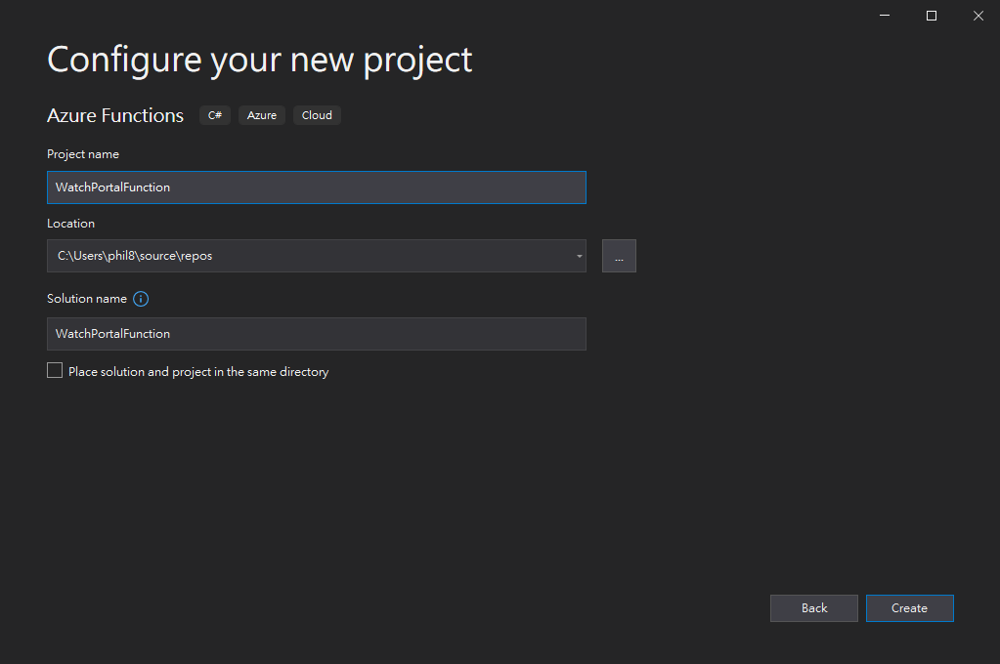 Configure your new project
Azure Functions C# Azure Cloud
Project name
WatchPortalFunction
Location
C:\Users\phil8\source\repos
...
Solution name
WatchPortalFunction
Place solution and project in the same directory
Back Create